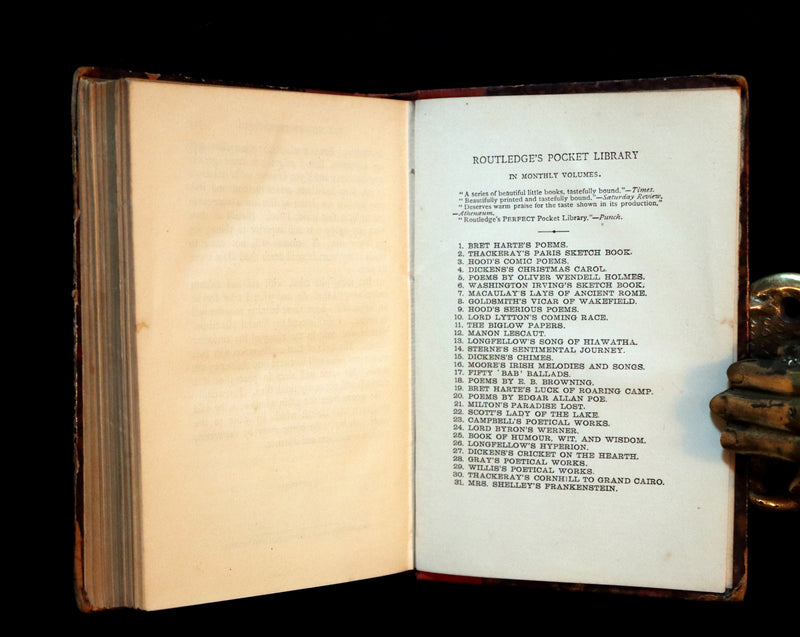 ROUTLEDGE'S POCKET LIBRARY
IN MONTHLY VOLUMES.
"A series of beautiful little books, tastefully bound."—Times.
"Beautifully printed and tastefully bound."—Saturday Review,
"Deserves warm praise for the taste shown in its production,"
—Athenæum.
"Routledge's PERFECT Pocket Library."—Punch.
1. BRET HARTE'S POEMS.
2. THACKERAY'S PARIS SKETCH BOOK.
3. HOOD'S COMIC POEMS.
4. DICKENS'S CHRISTMAS CAROL.
5. POEMS BY OLIVER WENDELL HOLMES.
6. WASHINGTON IRVING'S SKETCH BOOK.
7. MACAULAY'S LAYS OF ANCIENT ROME.
8. GOLDSMITH'S VICAR OF WAKEFIELD.
9. HOOD'S SERIOUS POEMS.
10. LORD LYTTON'S COMING RACE.
11. THE BIGLOW PAPERS.
12. MANON LESCAUT.
13. LONGFELLOW'S SONG OF HIAWATHA.
14. STERNE'S SENTIMENTAL JOURNEY.
15. DICKENS'S CHIMES.
16. MOORE'S IRISH MELODIES AND SONGS.
17. FIFTY 'BAB' BALLADS.
18. POEMS BY E. B. BROWNING.
19. BRET HARTE'S LUCK OF ROARING CAMP.
20. POEMS BY EDGAR ALLAN POE.
21. MILTON'S PARADISE LOST.
22. SCOTT'S LADY OF THE LAKE.
23. CAMPBELL'S POETICAL WORKS.
24. LORD BYRON'S WERNER.
25. BOOK OF HUMOUR, WIT, AND WISDOM.
26. LONGFELLOW'S HYPERION.
27. DICKENS'S CRICKET ON THE HEARTH.
28. GRAY'S POETICAL WORKS.
29. WILLIS'S POETICAL WORKS.
30. THACKERAY'S CORNHILL TO GRAND CAIRO.
31. MRS. SHELLEY'S FRANKENSTEIN.